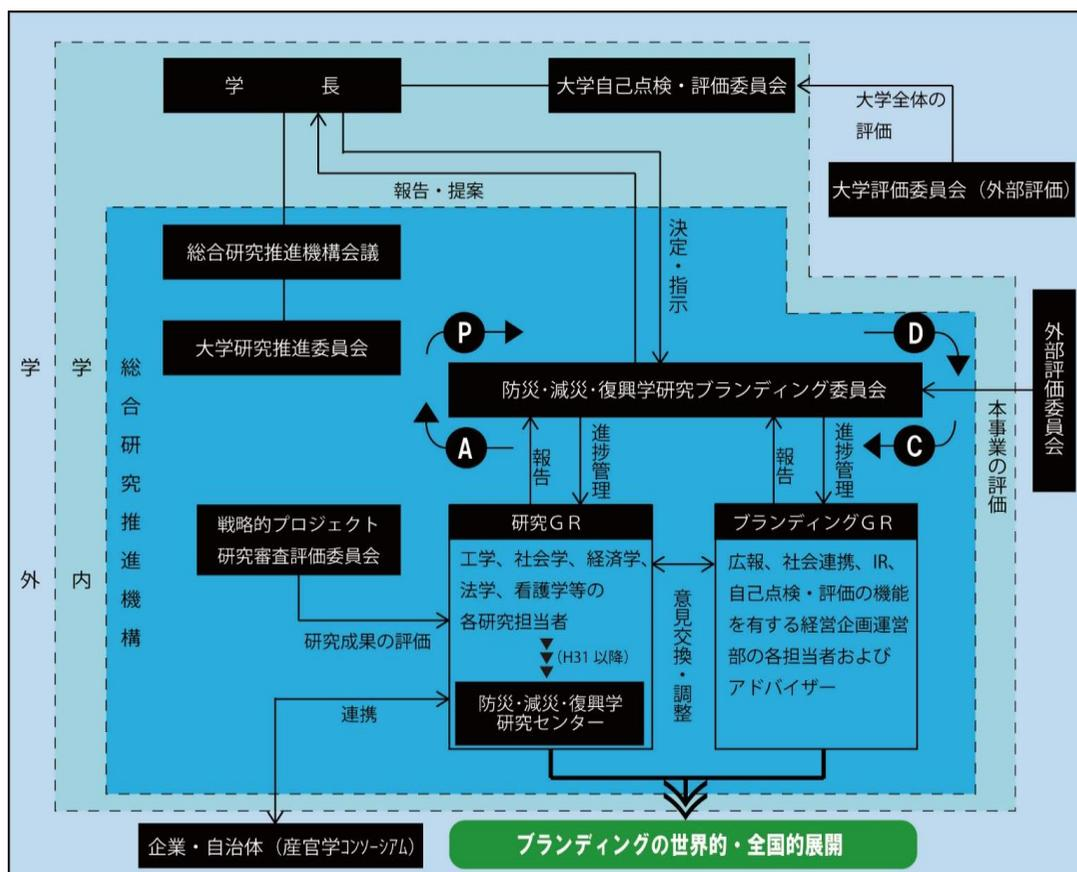 学　　長
大学自己点検・評価委員会
大学全体の
評価
大学評価委員会（外部評価）
報告・提案
決定・指示
総合研究推進機構会議
大学研究推進委員会
P
D
防災・減災・復興学研究ブランディング委員会
A
C
外部評価委員会
本事業の評価
学外
学内
総合研究推進機構
報告
進捗管理
報告
進捗管理
戦略的プロジェクト
研究審査評価委員会
研究成果の評価
研究ＧＲ
工学、社会学、経済学、
法学、看護学等の
各研究担当者
(H31 以降)
防災・減災・復興学
研究センター
意見交換・調整
ブランディングＧＲ
広報、社会連携、IR、
自己点検・評価の機能
を有する経営企画運営
部の各担当者および
アドバイザー
連携
企業・自治体（産官学ｺﾝｿｰｼｱﾑ）
ブランディングの世界的・全国的展開